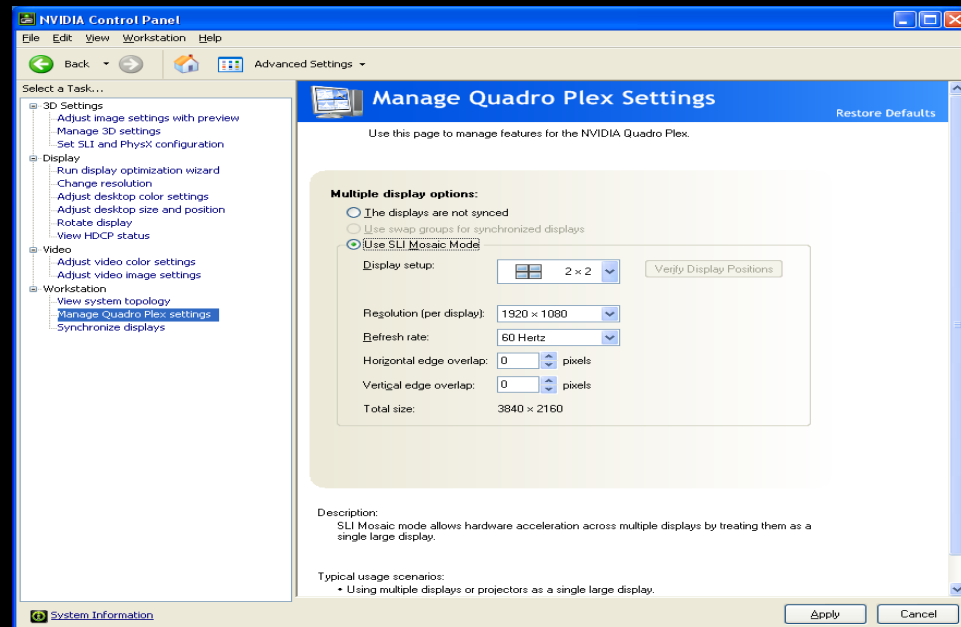 NVIDIA Control Panel
File Edit View Workstation Help
Back Advanced Settings
Select a Task...
3D Settings
Adjust image settings with preview
Manage 3D settings
Set SLI and PhysX configuration
Display
Run display optimization wizard
Change resolution
Adjust desktop color settings
Adjust desktop size and position
Rotate display
View HDCP status
Video
Adjust video color settings
Adjust video image settings
Workstation
View system topology
Manage Quadro Plex settings
Synchronize displays
System Information
Manage Quadro Plex Settings
Restore Defaults
Use this page to manage features for the NVIDIA Quadro Plex.
Multiple display options:
The displays are not synced
Use swap groups for synchronized displays
Use SLI Mosaic Mode
Display setup: 2 × 2 Verify Display Positions
Resolution (per display): 1920 × 1080
Refresh rate: 60 Hertz
Horizontal edge overlap: 0 pixels
Vertical edge overlap: 0 pixels
Total size: 3840 × 2160
Description:
SLI Mosaic mode allows hardware acceleration across multiple displays by treating them as a
single large display.
Typical usage scenarios:
• Using multiple displays or projectors as a single large display.
Apply Cancel